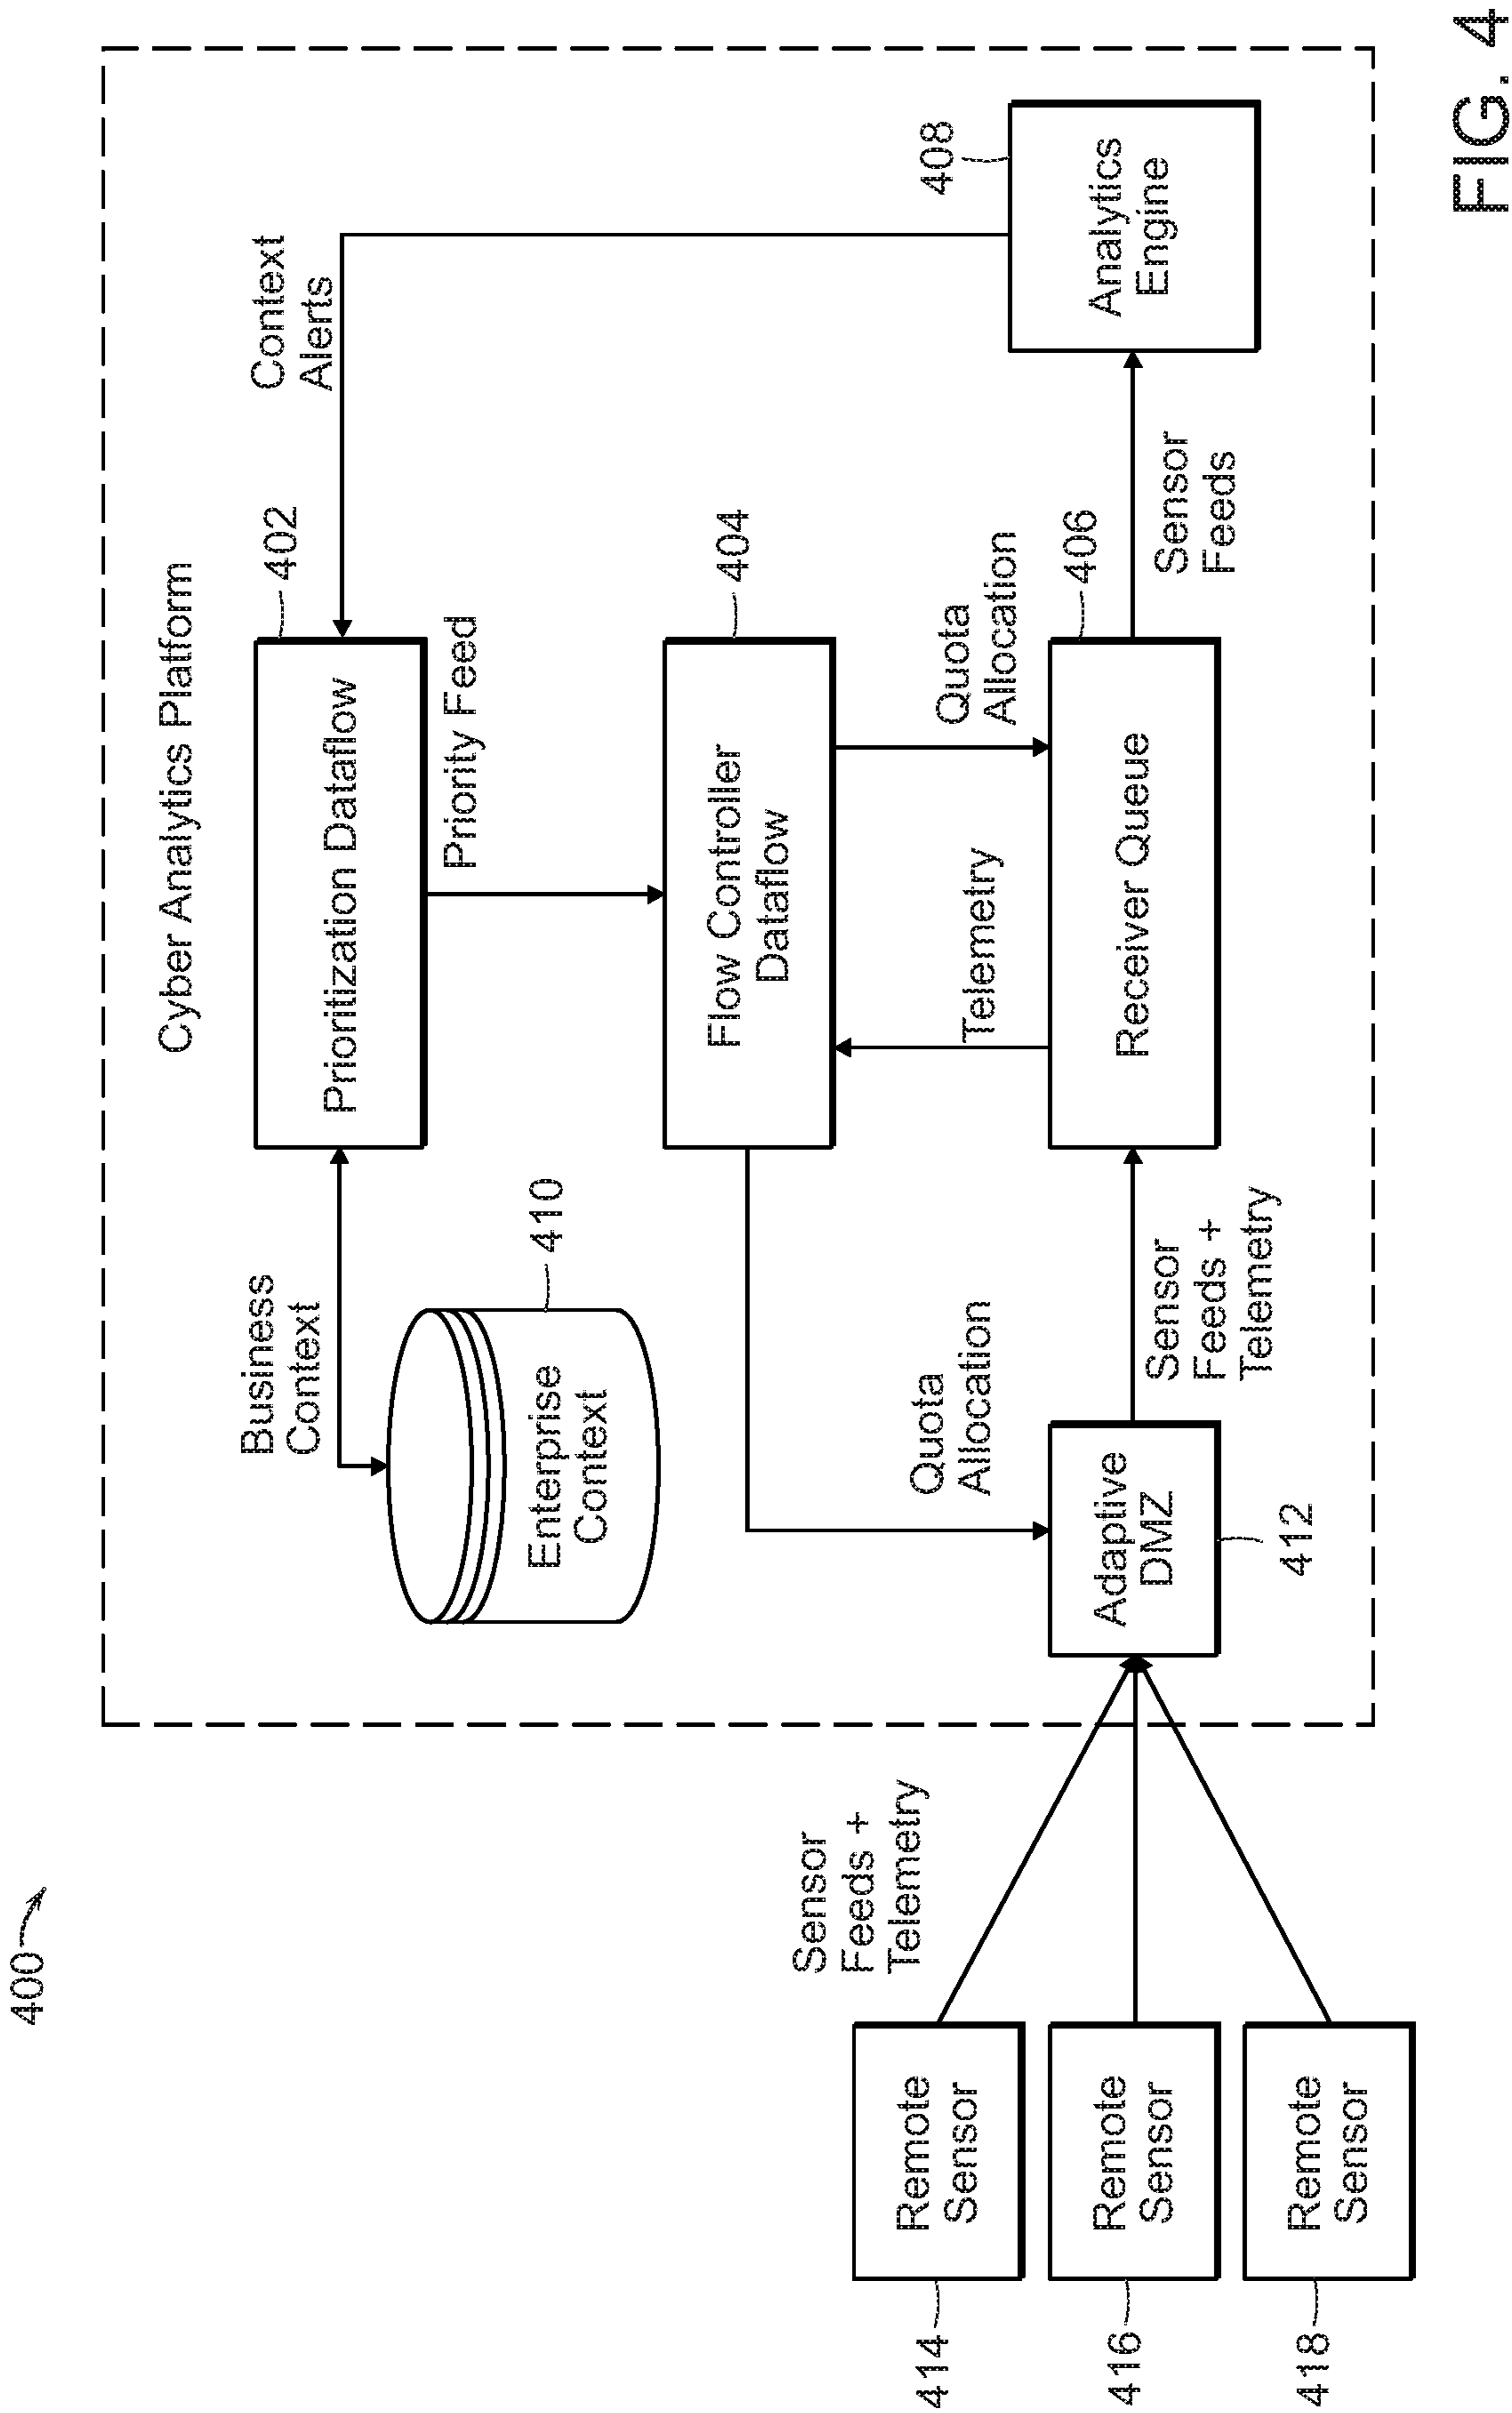 400
Cyber Analytics Platform
Business
Context
Context
Alerts
402
Prioritization Dataflow
Priority Feed
410
Enterprise
Context
404
Flow Controller
Dataflow
Quota
Allocation
Telemetry
Quota
Allocation
408
Analytics
Engine
406
Receiver Queue
Sensor
Feeds
Sensor
Feeds +
Telemetry
Adaptive
DMZ
412
Sensor
Feeds +
Telemetry
414
Remote
Sensor
416
Remote
Sensor
418
Remote
Sensor
FIG. 4